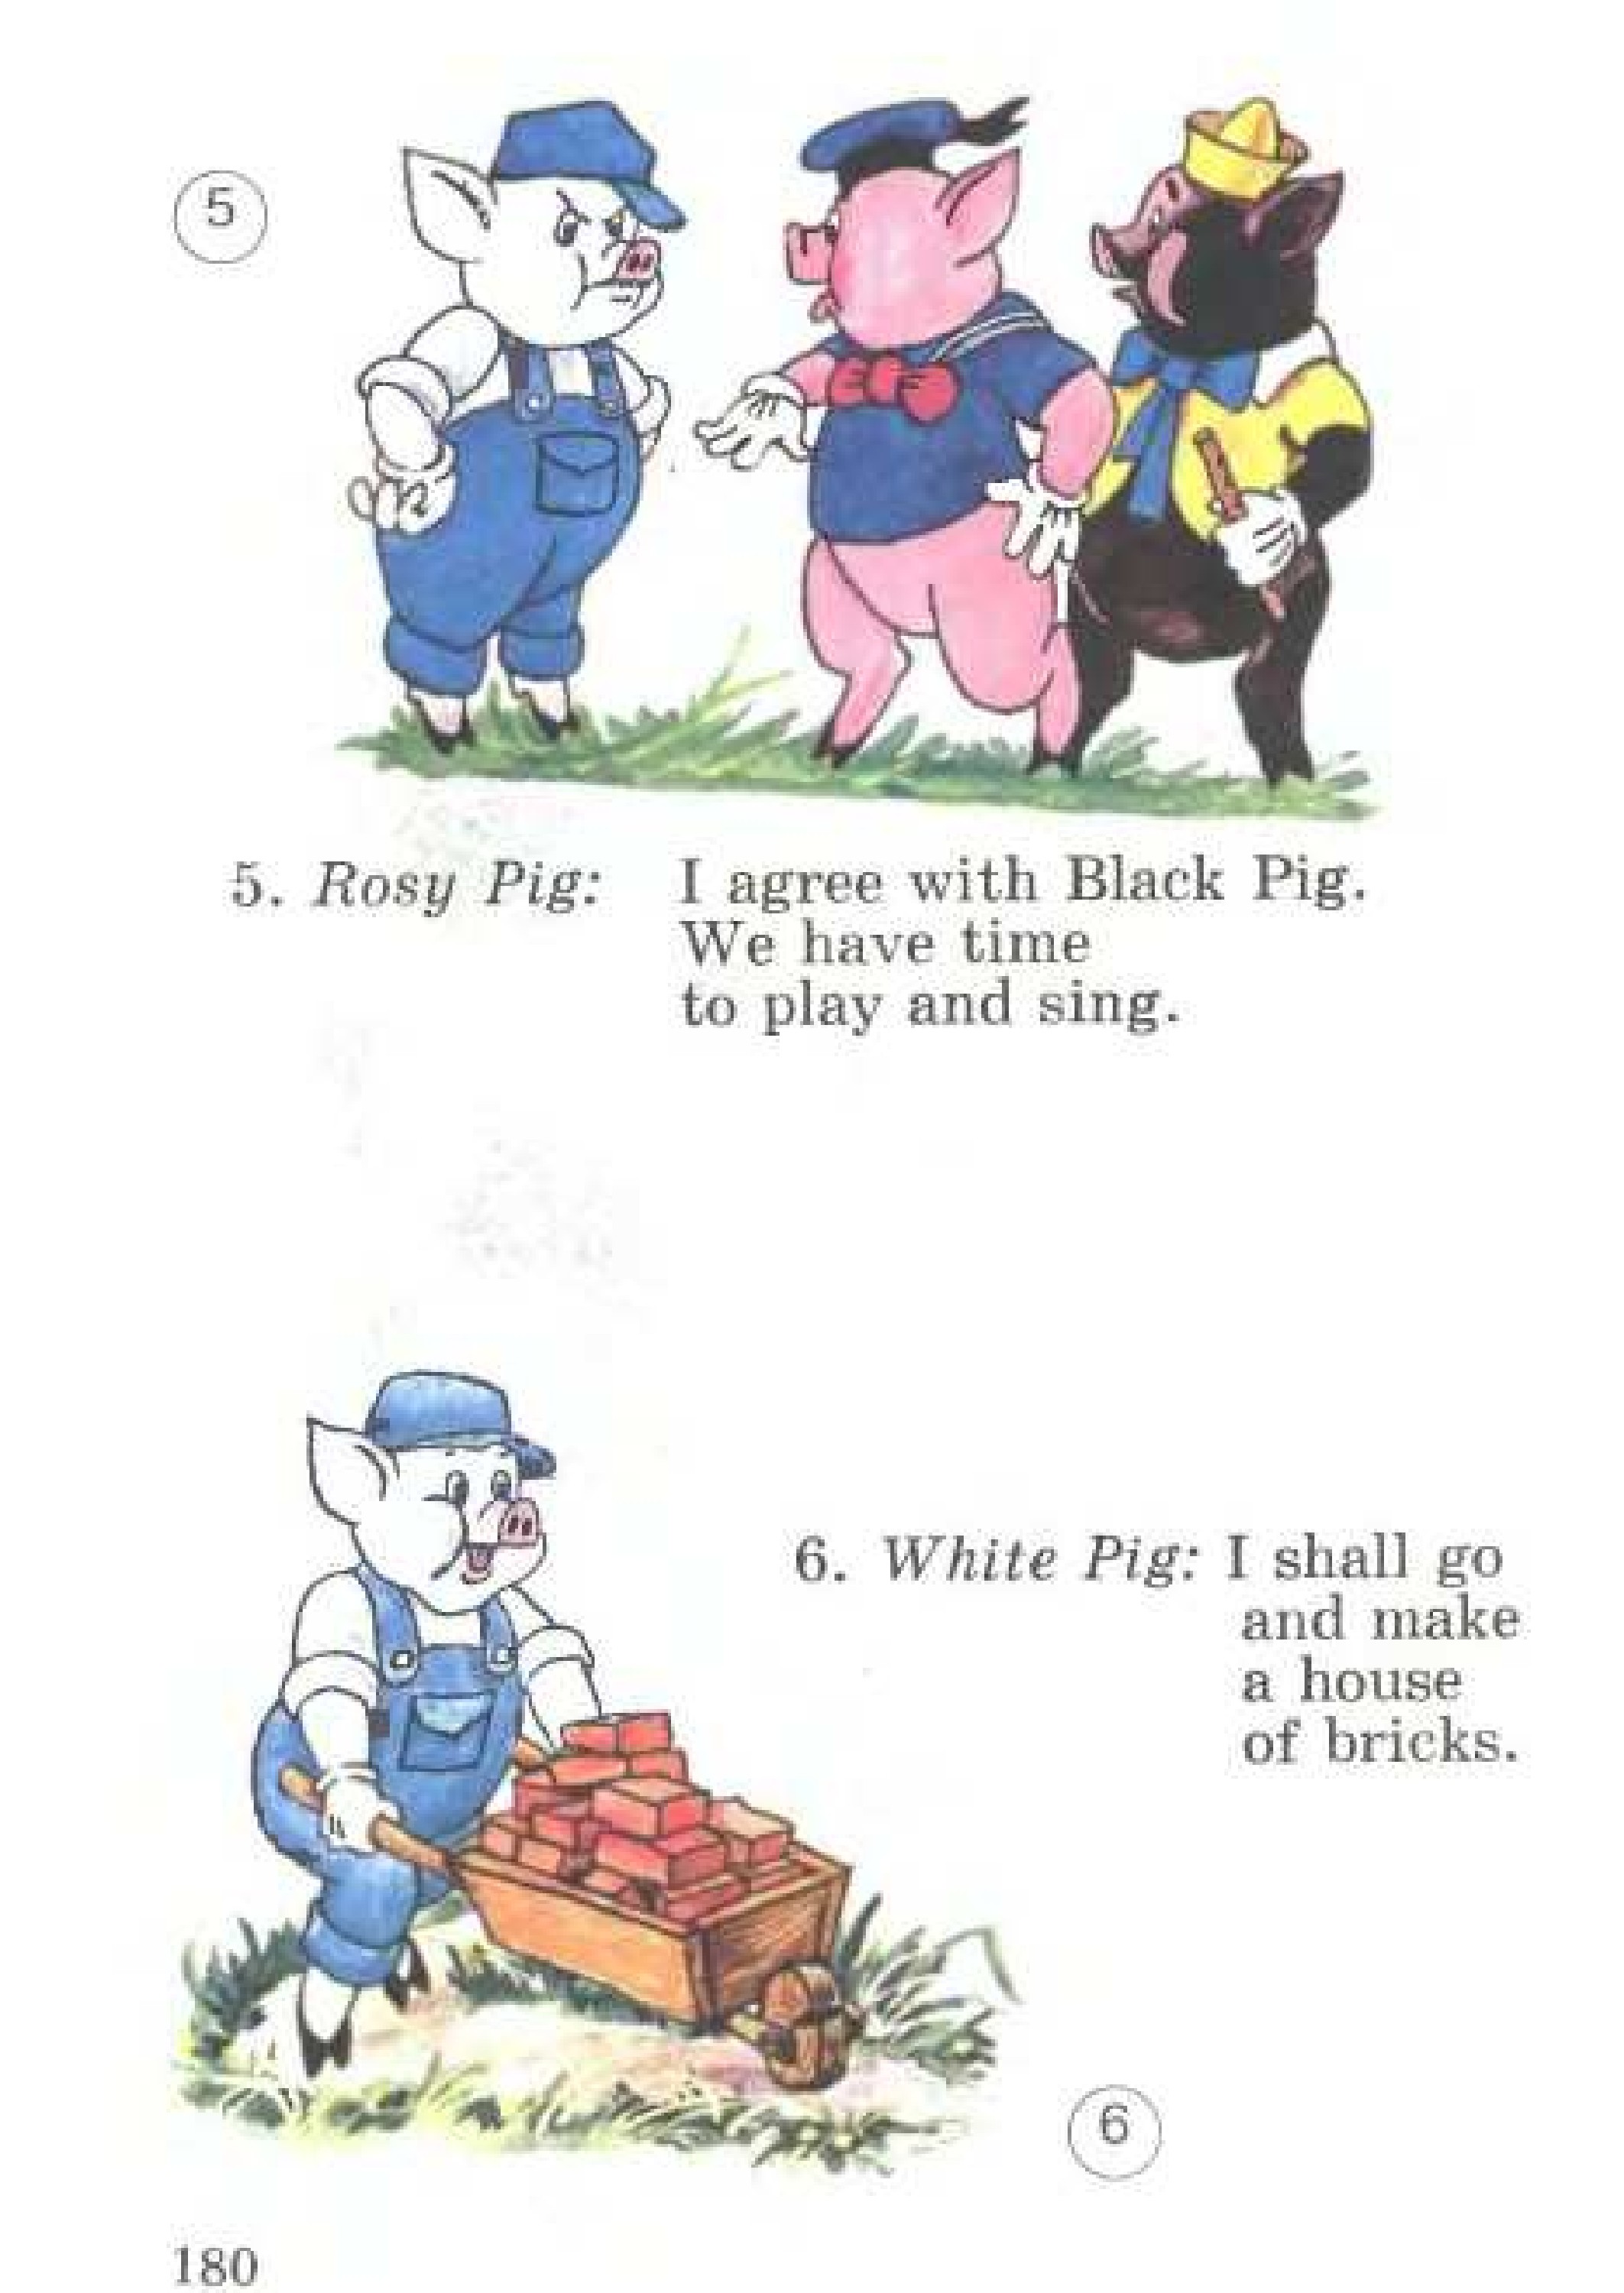 5
5. Rosy Pig: I agree with Black Pig.
We have time
to play and sing.
6. White Pig: I shall go
and make
a house
of bricks.
6
180